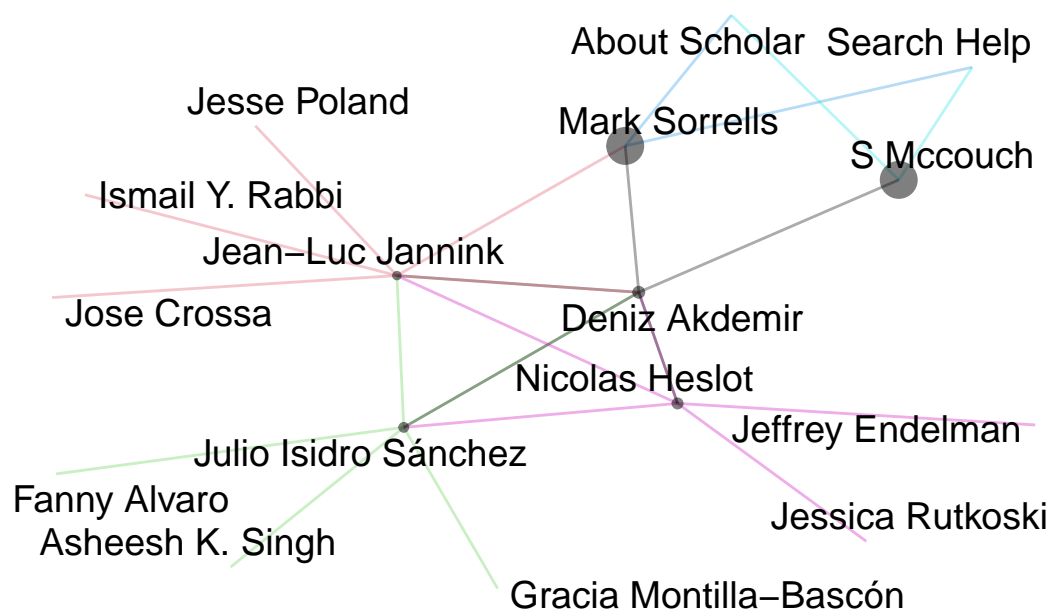 About Scholar
Search Help
Jesse Poland
Mark Sorrells
S Mccouch
Ismail Y. Rabbi
Jean−Luc Jannink
Jose Crossa
Deniz Akdemir
Nicolas Heslot
Jeffrey Endelman
Julio Isidro Sánchez
Fanny Alvaro
Jessica Rutkoski
Asheesh K. Singh
Gracia Montilla−Bascón